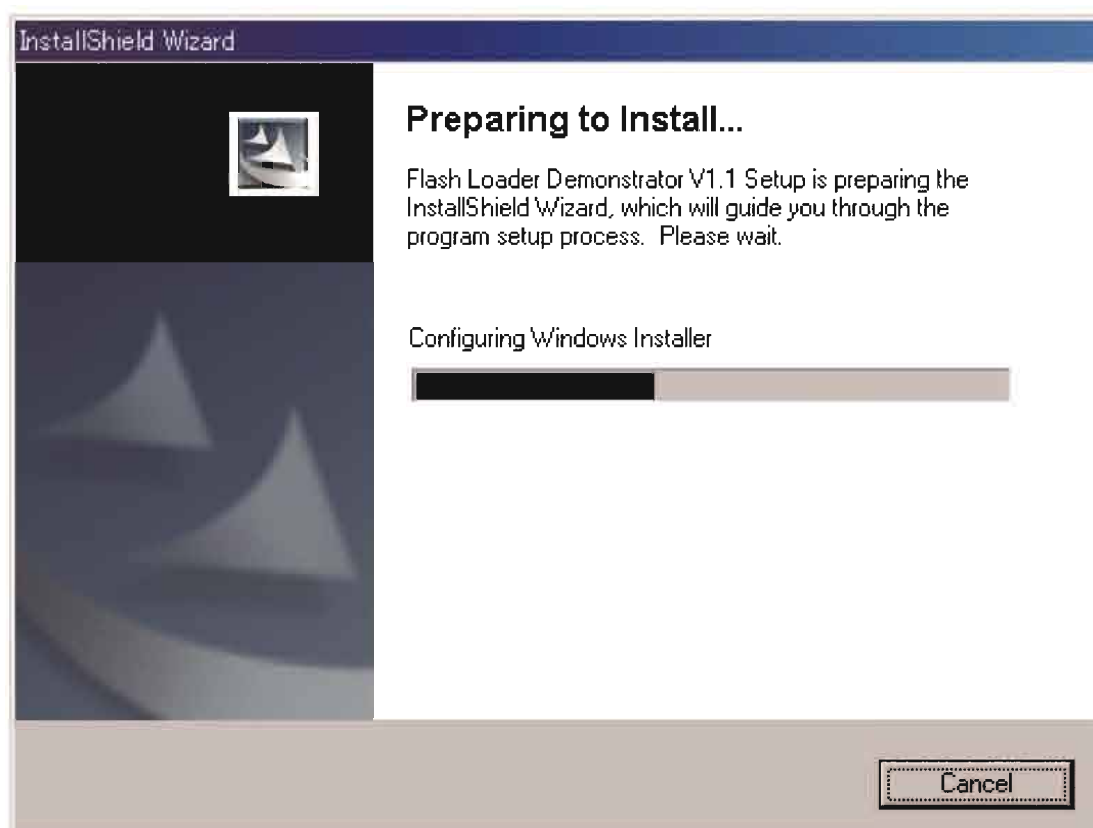 InstallShield Wizard
Preparing to Install...
Flash Loader Demonstrator V1.1 Setup is preparing the
InstallShield Wizard, which will guide you through the
program setup process.  Please wait.
Configuring Windows Installer
Cancel